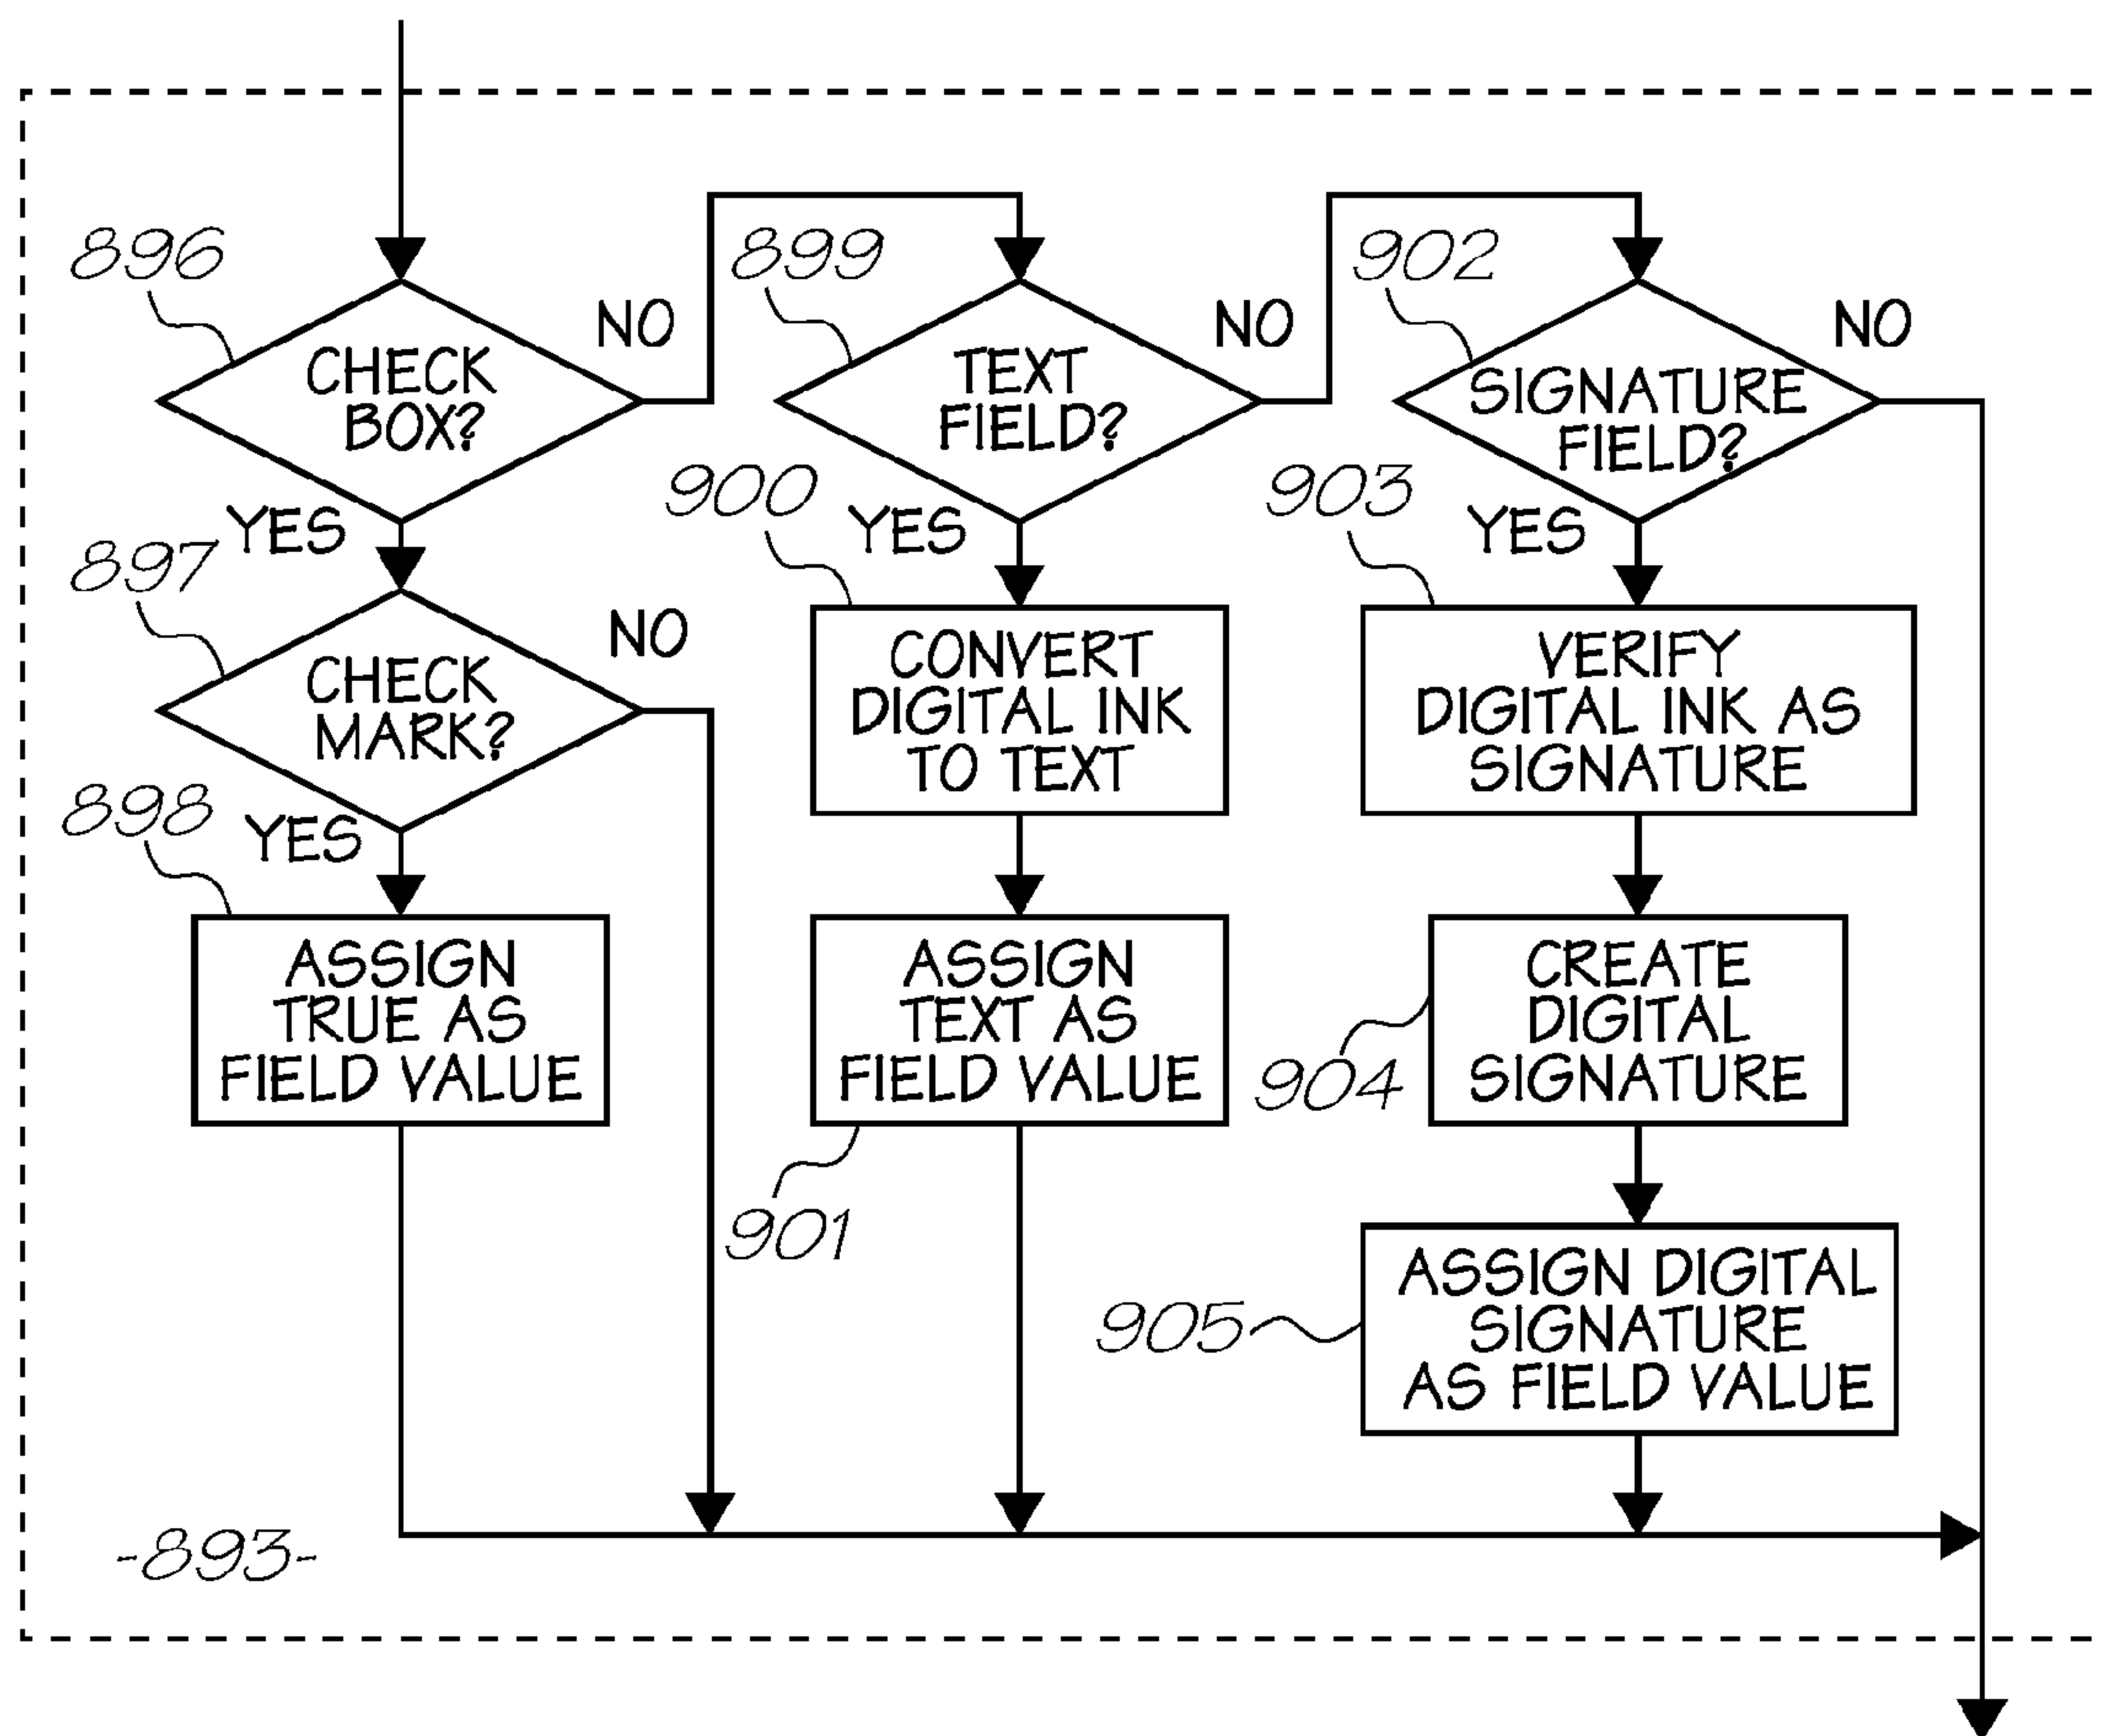 896
CHECK
BOX?
NO
YES
897
CHECK
MARK?
NO
YES
898
ASSIGN
TRUE AS
FIELD VALUE
899
TEXT
FIELD?
NO
YES
900
CONVERT
DIGITAL INK
TO TEXT
ASSIGN
TEXT AS
FIELD VALUE
901
902
SIGNATURE
FIELD?
NO
YES
903
VERIFY
DIGITAL INK AS
SIGNATURE
CREATE
DIGITAL
SIGNATURE
904
ASSIGN DIGITAL
SIGNATURE
AS FIELD VALUE
905
-893-